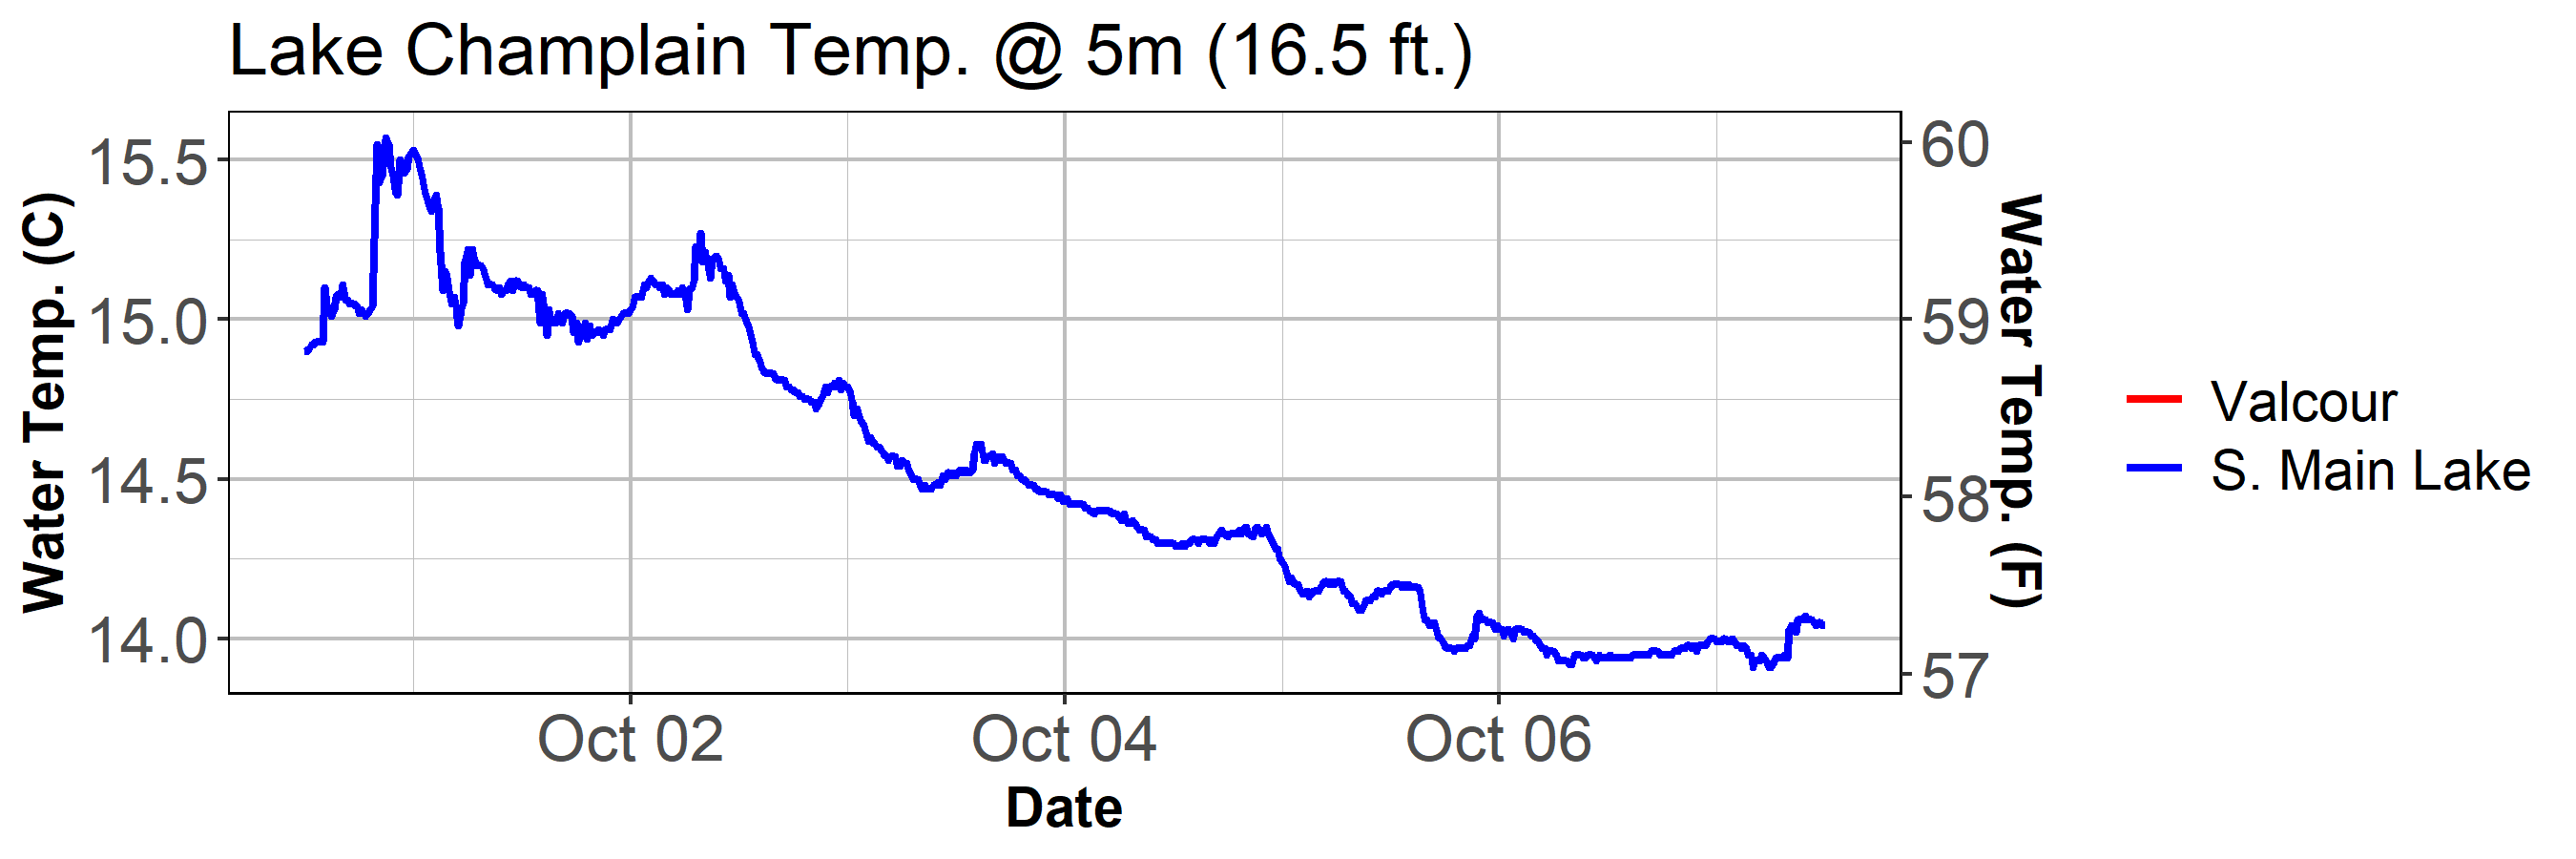 Lake Champlain Temp. @ 5m (16.5 ft.)
Water Temp. (C)
15.5
15.0
14.5
14.0
60
59
58
57
Water Temp. (F)
Oct 02
Oct 04
Oct 06
Date
Valcour
S. Main Lake